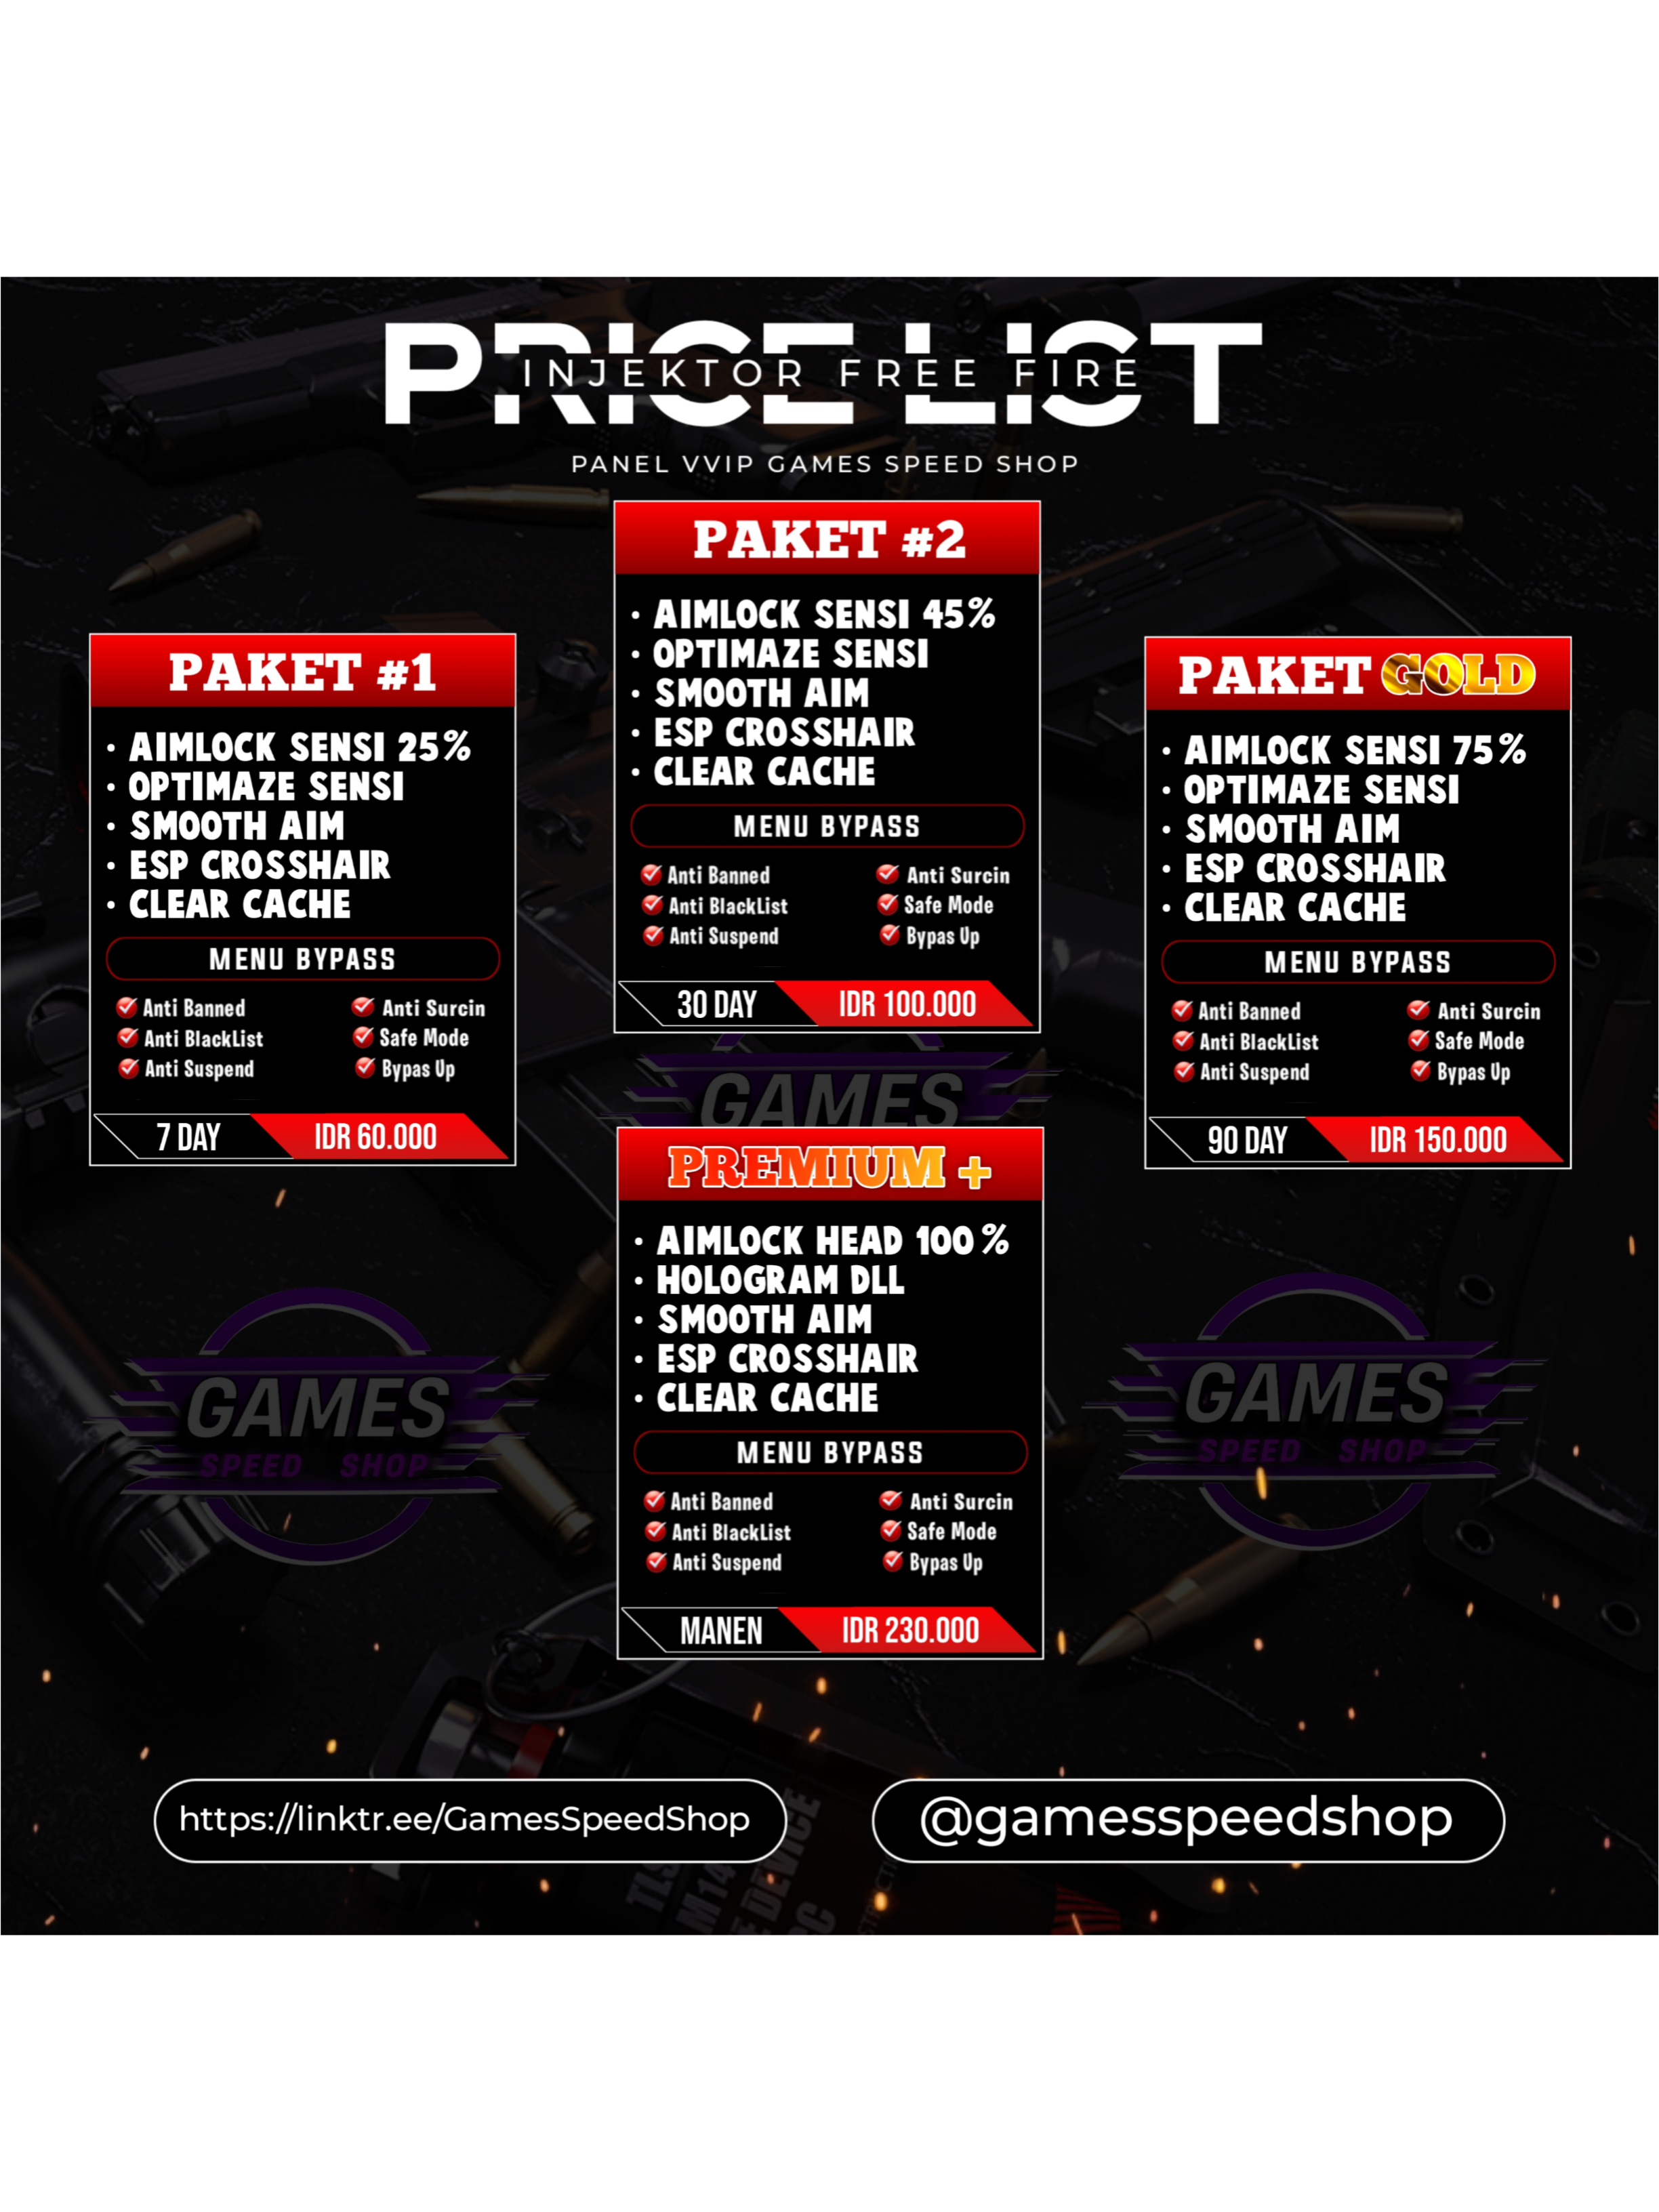 PRICE LIST
INJEKTOR FREE FIRE
PANEL VVIP GAMES SPEED SHOP
PAKET #1
• AIMLOCK SENSI 25%
• OPTIMAZE SENSI
• SMOOTH AIM
• ESP CROSSHAIR
• CLEAR CACHE
MENU BYPASS
Anti Banned
Anti BlackList
Anti Suspend
Anti Surcin
Safe Mode
Bypas Up
7 DAY
IDR 60.000
PAKET #2
• AIMLOCK SENSI 45%
• OPTIMAZE SENSI
• SMOOTH AIM
• ESP CROSSHAIR
• CLEAR CACHE
MENU BYPASS
Anti Banned
Anti BlackList
Anti Suspend
Anti Surcin
Safe Mode
Bypas Up
30 DAY
IDR 100.000
PAKET GOLD
• AIMLOCK SENSI 75%
• OPTIMAZE SENSI
• SMOOTH AIM
• ESP CROSSHAIR
• CLEAR CACHE
MENU BYPASS
Anti Banned
Anti BlackList
Anti Suspend
Anti Surcin
Safe Mode
Bypas Up
90 DAY
IDR 150.000
GAMES
PREMIUM +
• AIMLOCK HEAD 100%
• HOLOGRAM DLL
• SMOOTH AIM
• ESP CROSSHAIR
• CLEAR CACHE
MENU BYPASS
Anti Banned
Anti BlackList
Anti Suspend
Anti Surcin
Safe Mode
Bypas Up
MANEN
IDR 230.000
GAMES
SPEED SHOP
GAMES
SPEED SHOP
https://linktr.ee/GamesSpeedShop
@gamesspeedshop
M14
DEVICE